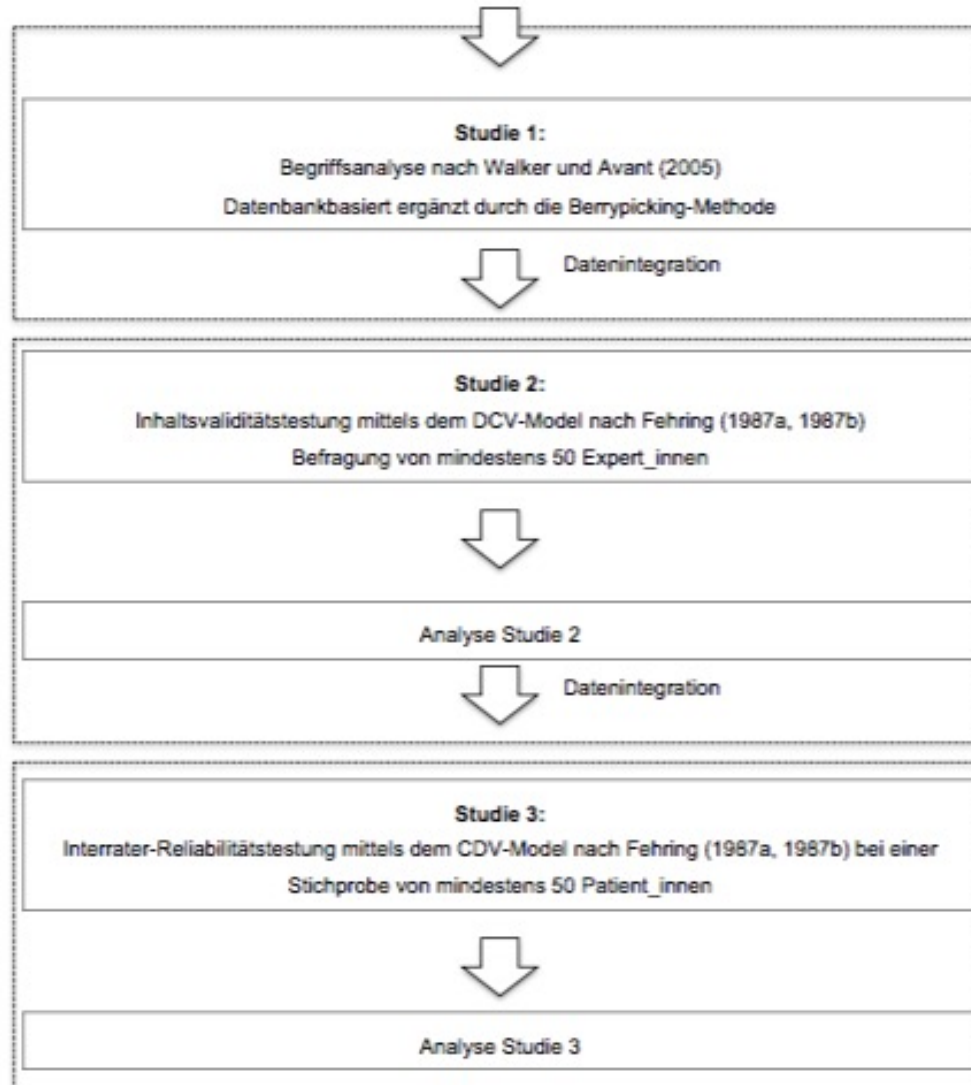 Studie 1:
Begriffsanalyse nach Walker und Avant (2005)
Datenbankbasiert ergänzt durch die Berrypicking-Methode
Datenintegration
Studie 2:
Inhaltsvaliditätstestung mittels dem DCV-Model nach Fehring (1987a, 1987b)
Befragung von mindestens 50 Expert_innen
Analyse Studie 2
Datenintegration
Studie 3:
Interrater-Reliabilitätstestung mittels dem CDV-Model nach Fehring (1987a, 1987b) bei einer
Stichprobe von mindestens 50 Patient_innen
Analyse Studie 3